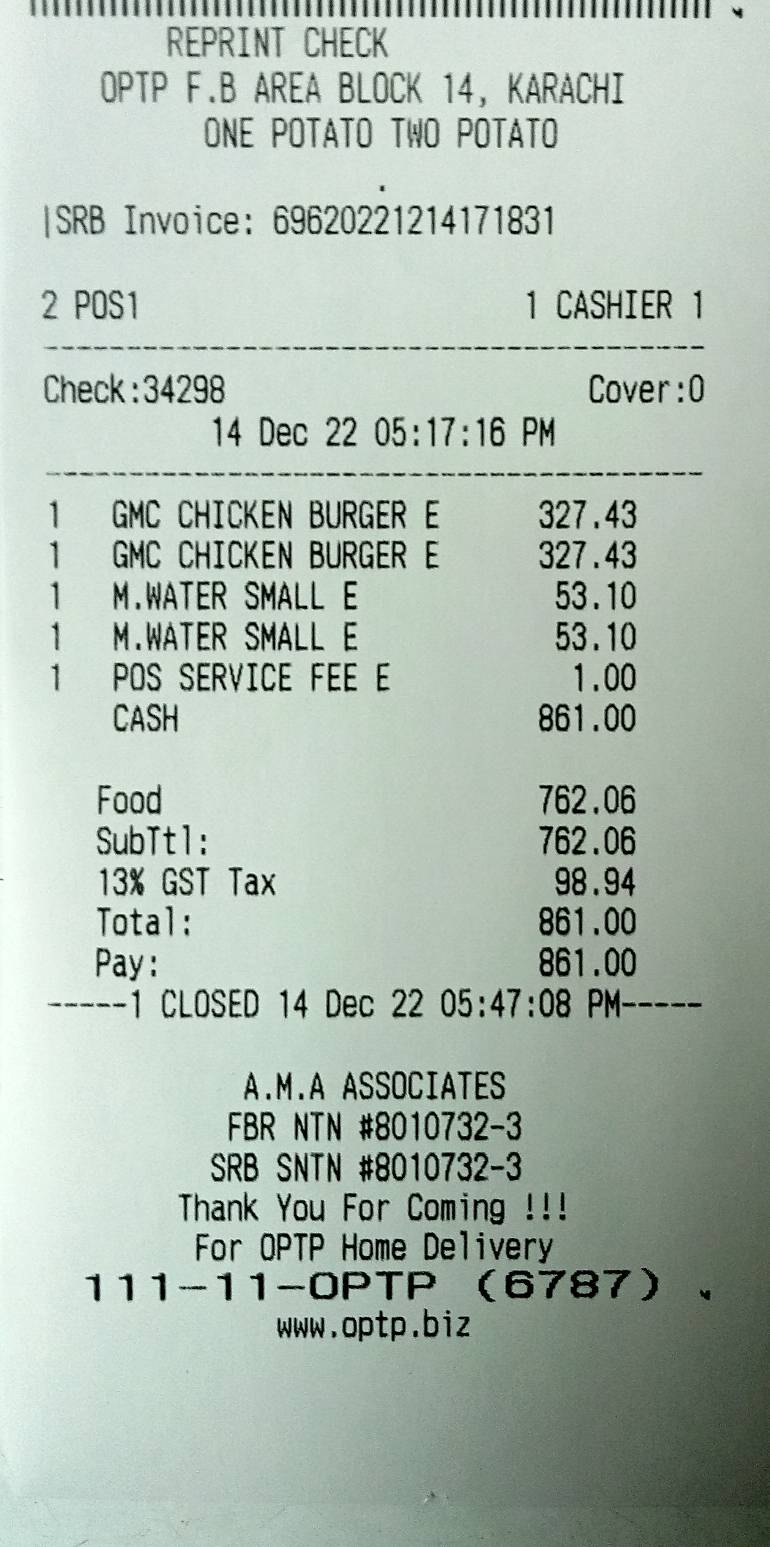 REPRINT CHECK
OPTP F.B AREA BLOCK 14, KARACHI
ONE POTATO TWO POTATO
.
|SRB Invoice: 69620221214171831
2 POS1 1 CASHIER 1
----------------------------------------
Check:34298 Cover:0
14 Dec 22 05:17:16 PM
----------------------------------------
1 GMC CHICKEN BURGER E 327.43
1 GMC CHICKEN BURGER E 327.43
1 M.WATER SMALL E 53.10
1 M.WATER SMALL E 53.10
1 POS SERVICE FEE E 1.00
CASH 861.00
Food 762.06
SubTtl: 762.06
13% GST Tax 98.94
Total: 861.00
Pay: 861.00
-----1 CLOSED 14 Dec 22 05:47:08 PM-----
A.M.A ASSOCIATES
FBR NTN #8010732-3
SRB SNTN #8010732-3
Thank You For Coming !!!
For OPTP Home Delivery
111-11-OPTP (6787)
www.optp.biz